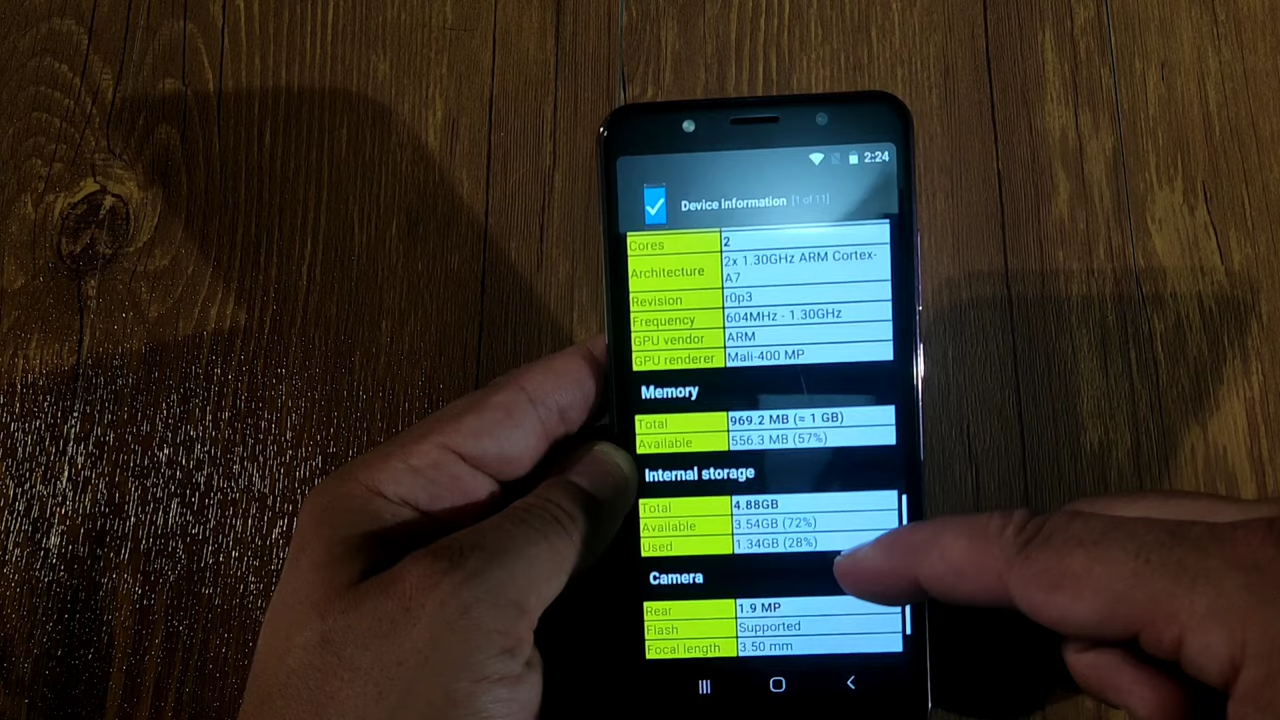 2:24
Device information [1 of 11]
Cores 2
Architecture 2x 1.30GHz ARM Cortex-
A7
Revision r0p3
Frequency 604MHz - 1.30GHz
GPU vendor ARM
GPU renderer Mali-400 MP
Memory
Total 969.2 MB (≈ 1 GB)
Available 556.3 MB (57%)
Internal storage
Total 4.88GB
Available 3.54GB (72%)
Used 1.34GB (28%)
Camera
Rear 1.9 MP
Flash Supported
Focal length 3.50 mm